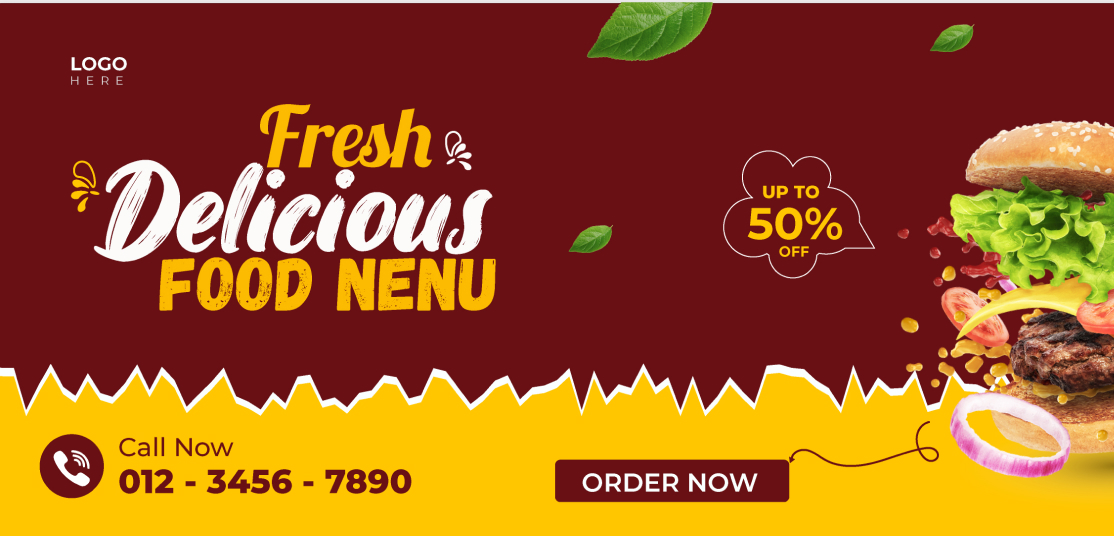 LOGO
HERE
Fresh
Delicious
FOOD NENU
UP TO
50%
OFF
Call Now
012 - 3456 - 7890
ORDER NOW